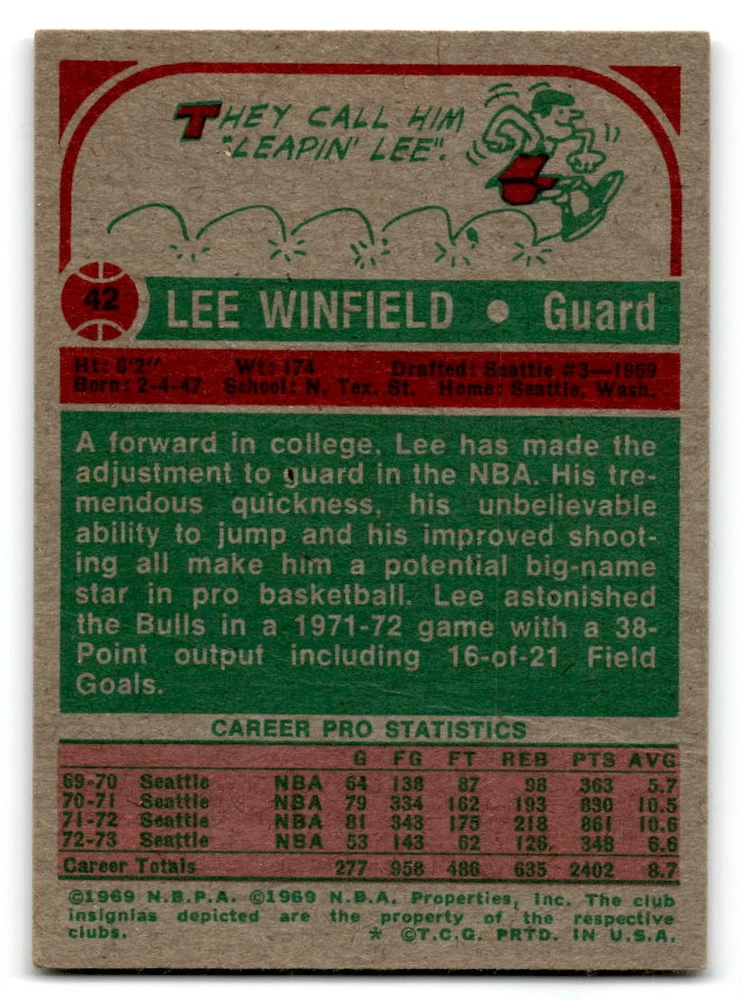 THEY CALL HIM
"LEAPIN' LEE".
42
LEE WINFIELD • Guard
Ht: 6'2" Wt: 174 Drafted: Seattle #3—1969
Born: 2-4-47 School: N. Tex. St. Home: Seattle, Wash.
A forward in college, Lee has made the
adjustment to guard in the NBA. His tre-
mendous quickness, his unbelievable
ability to jump and his improved shoot-
ing all make him a potential big-name
star in pro basketball. Lee astonished
the Bulls in a 1971-72 game with a 38-
Point output including 16-of-21 Field
Goals.
CAREER PRO STATISTICS
G FG FT REB PTS AVG
69-70 Seattle NBA 64 138 87 98 363 5.7
70-71 Seattle NBA 79 334 162 193 830 10.5
71-72 Seattle NBA 81 343 175 218 861 10.6
72-73 Seattle NBA 53 143 62 126 348 6.6
Career Totals 277 958 486 635 2402 8.7
©1969 N.B.P.A. ©1969 N.B.A. Properties, Inc. The club
insignias depicted are the property of the respective
clubs. * ©T.C.G. PRTD. IN U.S.A.